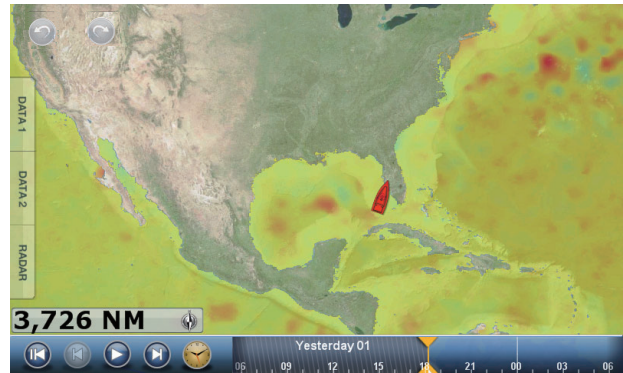 DATA 1
DATA 2
RADAR
3,726 NM
Yesterday 01
06 09 12 15 18 21 00 03 06